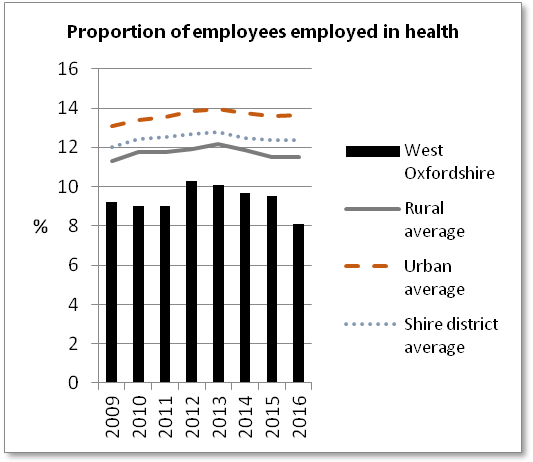 Proportion of employees employed in health
16
14
12
10
8
6
4
2
0
%
2009
2010
2011
2012
2013
2014
2015
2016
West
Oxfordshire
Rural
average
Urban
average
Shire district
average